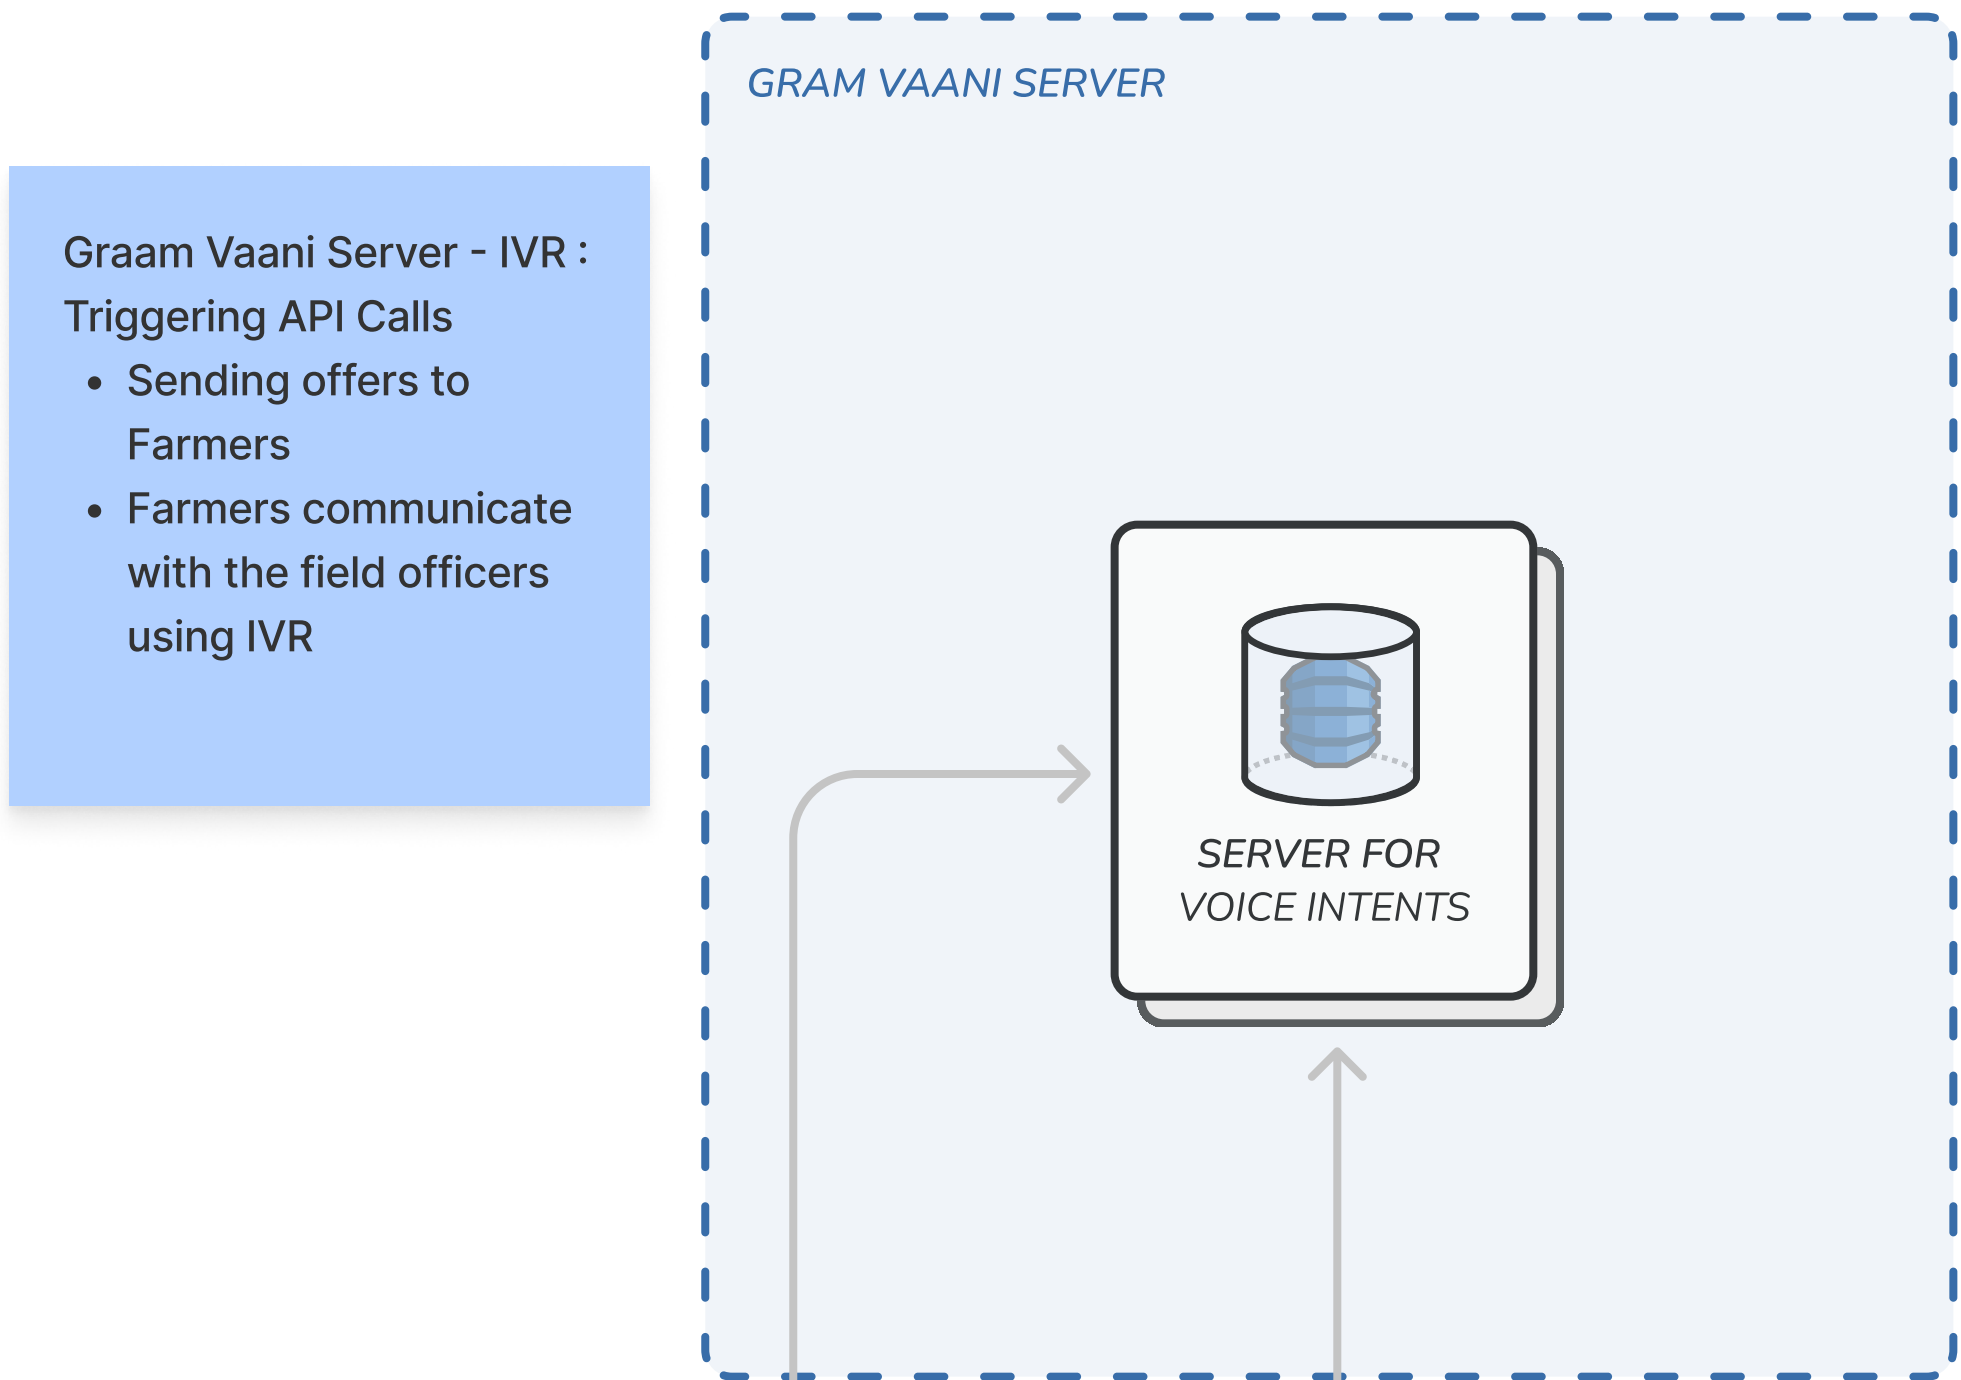 Graam Vaani Server - IVR :
Triggering API Calls
• Sending offers to
Farmers
• Farmers communicate
with the field officers
using IVR
GRAM VAANI SERVER
SERVER FOR
VOICE INTENTS